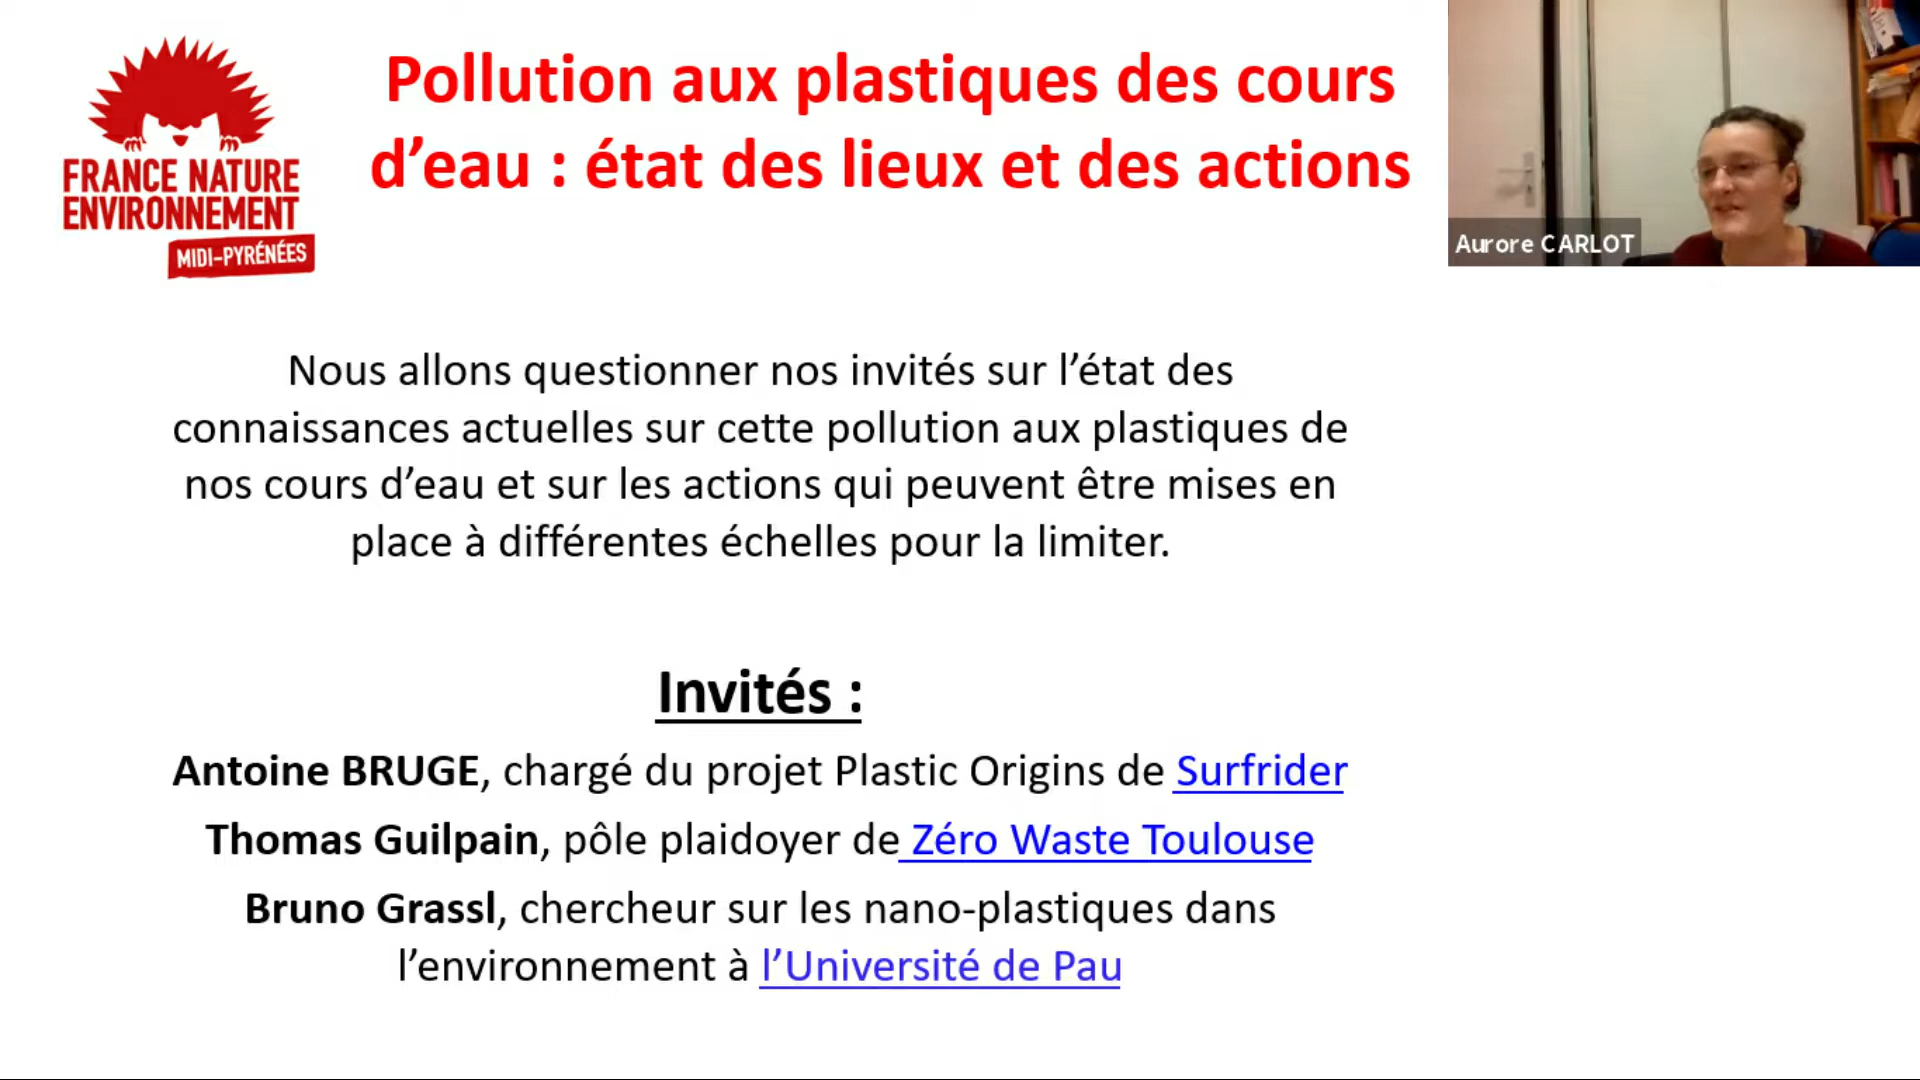 FRANCE NATURE
ENVIRONNEMENT
MIDI-PYRÉNÉES
Pollution aux plastiques des cours
d’eau : état des lieux et des actions
Aurore CARLOT
Nous allons questionner nos invités sur l’état des
connaissances actuelles sur cette pollution aux plastiques de
nos cours d’eau et sur les actions qui peuvent être mises en
place à différentes échelles pour la limiter.
Invités :
Antoine BRUGE, chargé du projet Plastic Origins de Surfrider
Thomas Guilpain, pôle plaidoyer de Zéro Waste Toulouse
Bruno Grassl, chercheur sur les nano-plastiques dans
l’environnement à l’Université de Pau